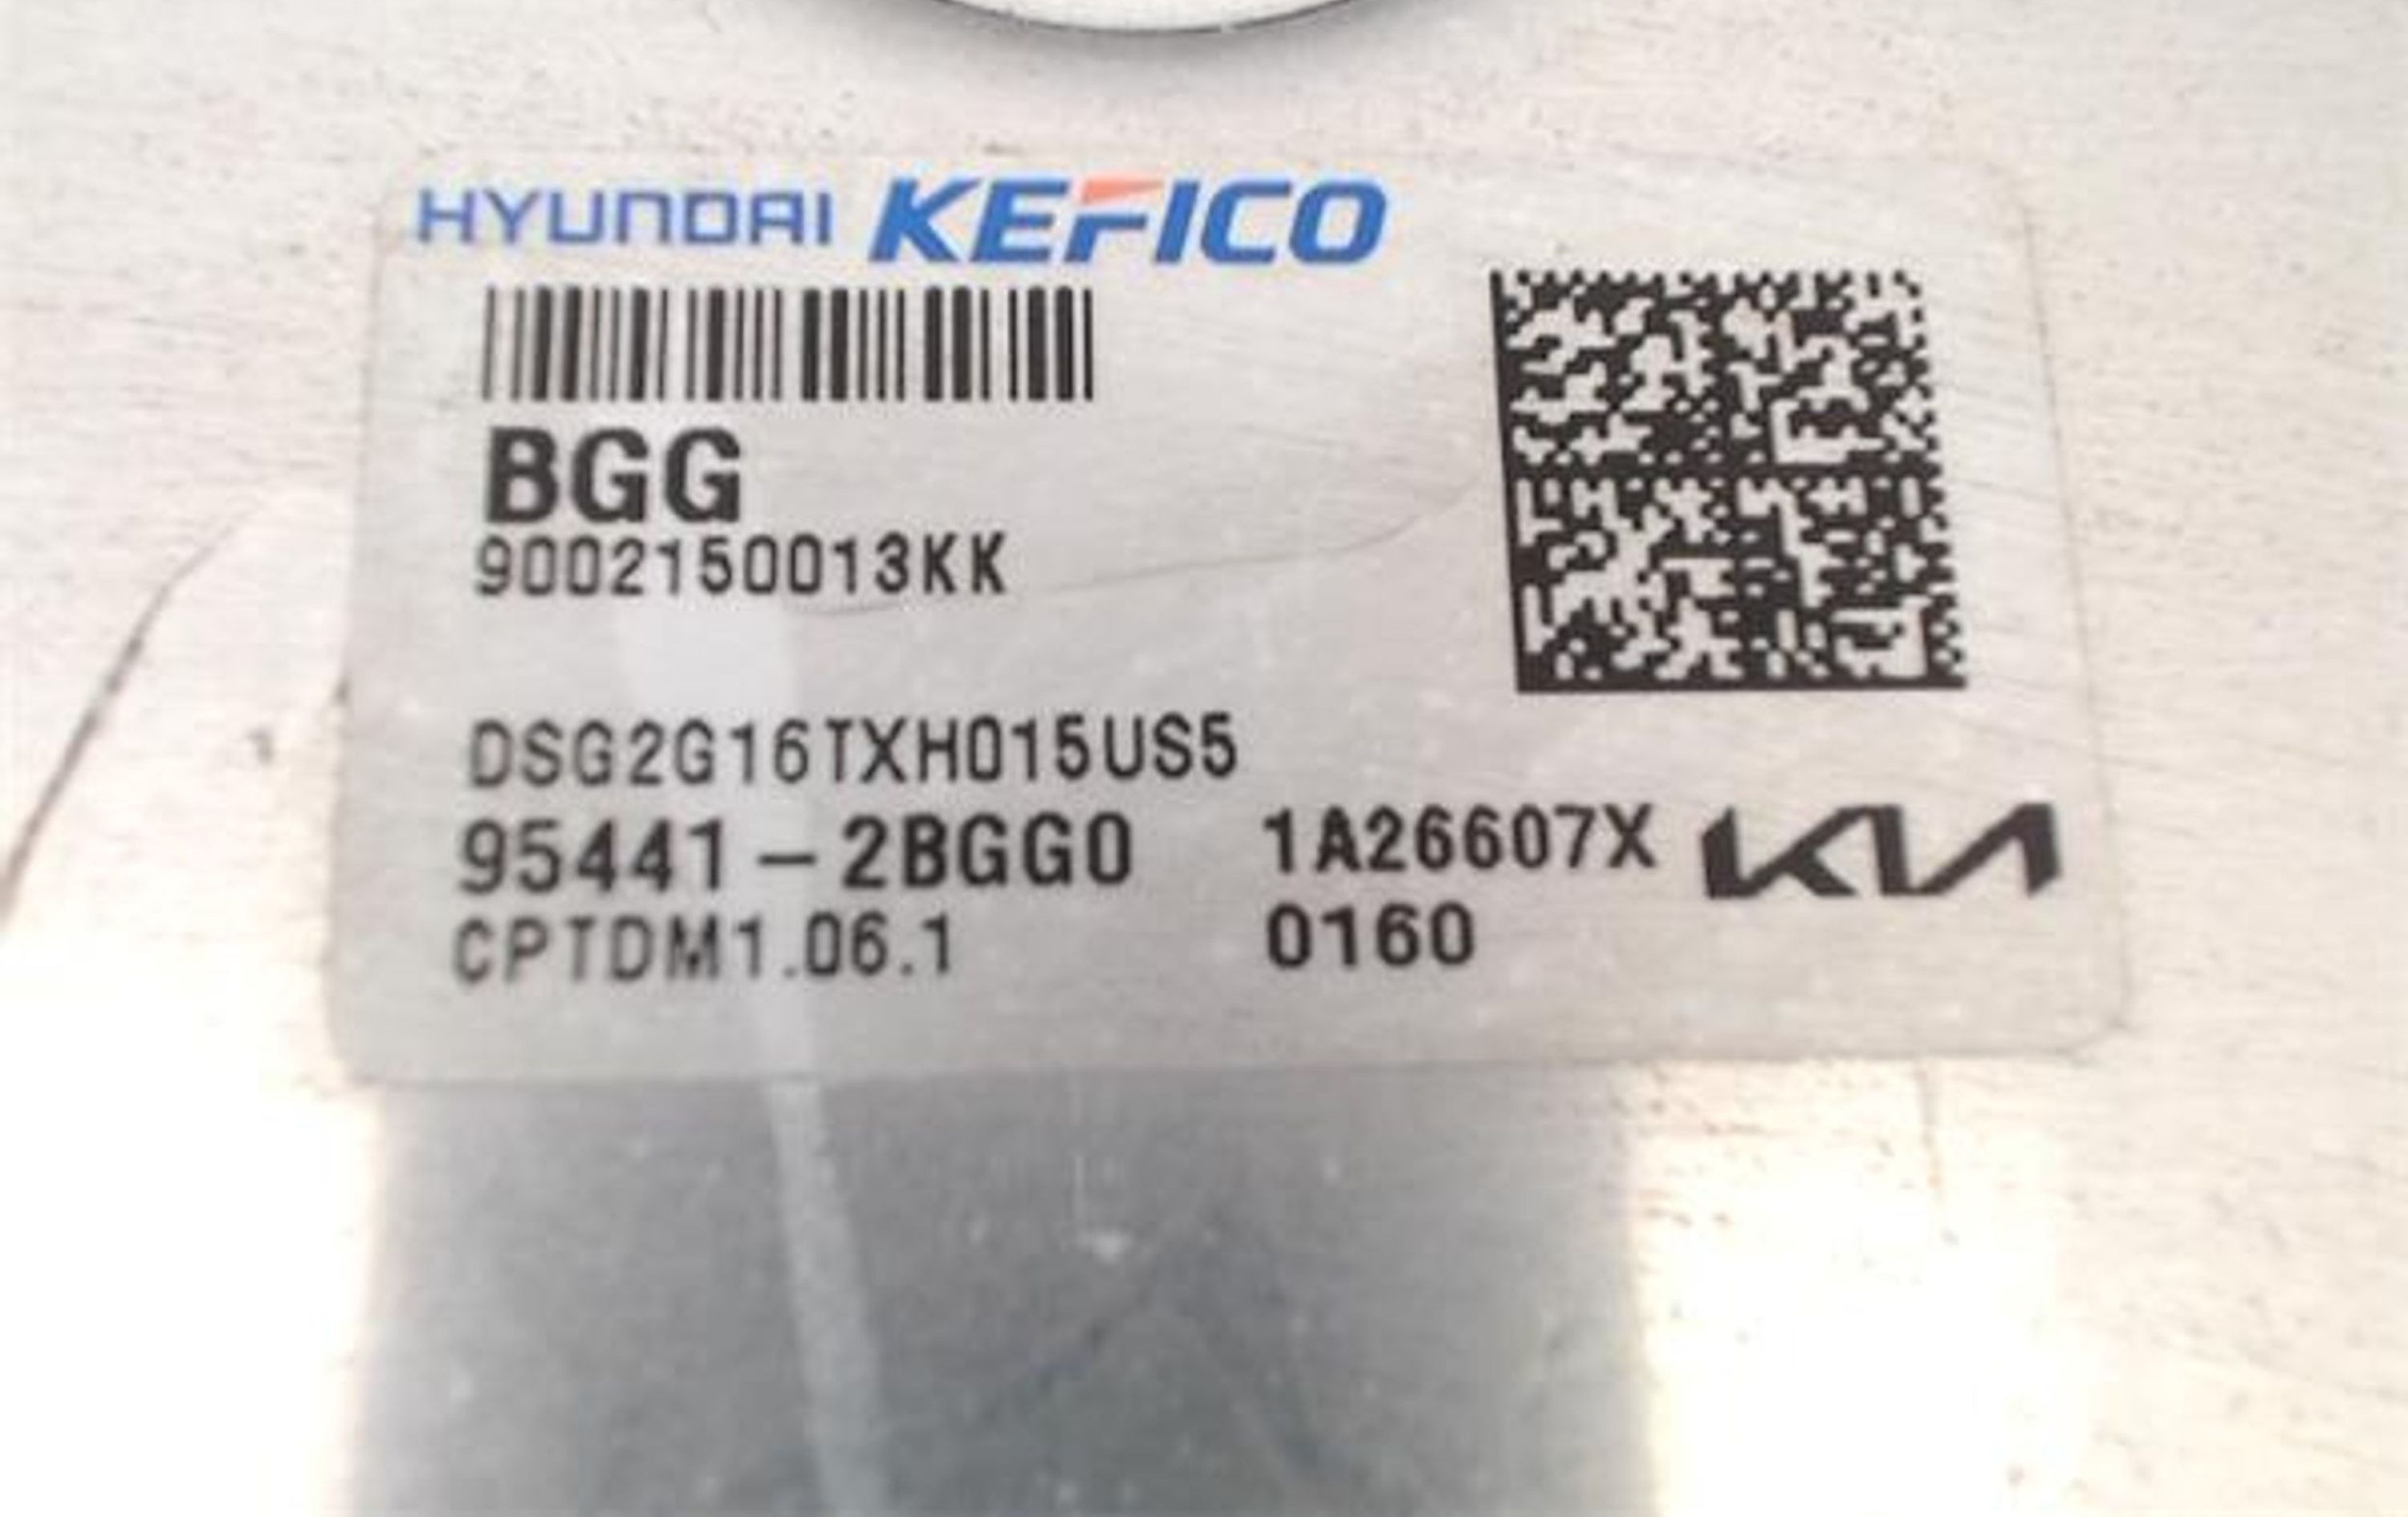 HYUNDAI KEFICO
BGG
9002150013KK
DSG2G16TXH015US5
95441-2BGG0 1A26607X KIA
CPTDM1.06.1 0160